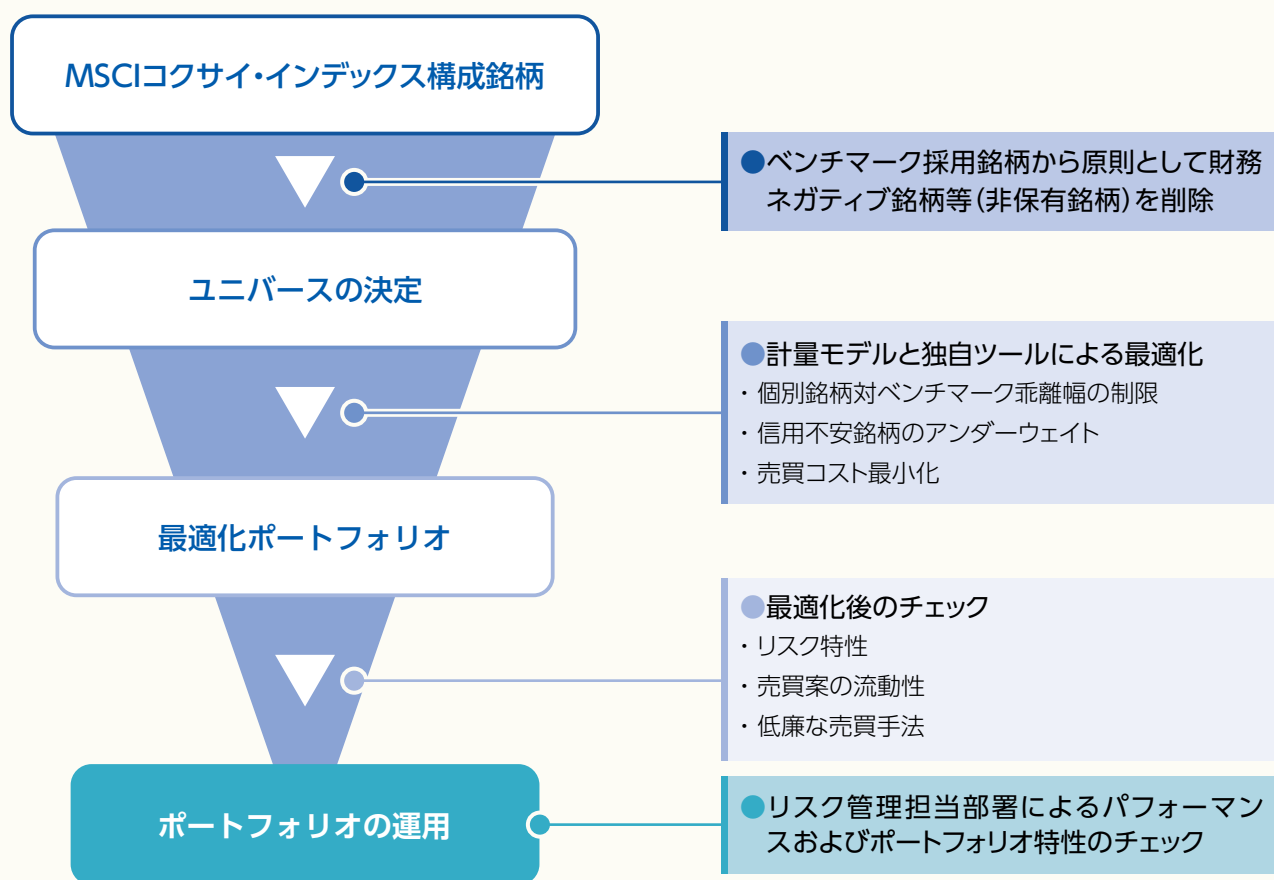 MSCIコクサイ・インデックス構成銘柄
●ベンチマーク採用銘柄から原則として財務
ネガティブ銘柄等(非保有銘柄)を削除
ユニバースの決定
●計量モデルと独自ツールによる最適化
・個別銘柄対ベンチマーク乖離幅の制限
・信用不安銘柄のアンダーウェイト
・売買コスト最小化
最適化ポートフォリオ
●最適化後のチェック
・リスク特性
・売買案の流動性
・低廉な売買手法
ポートフォリオの運用
●リスク管理担当部署によるパフォーマン
スおよびポートフォリオ特性のチェック